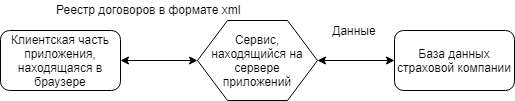 Реестр договоров в формате xml
Клиентская часть
приложения,
находящаяся в
браузере
Сервис,
находящийся на
сервере
приложений
Данные
База данных
страховой компании